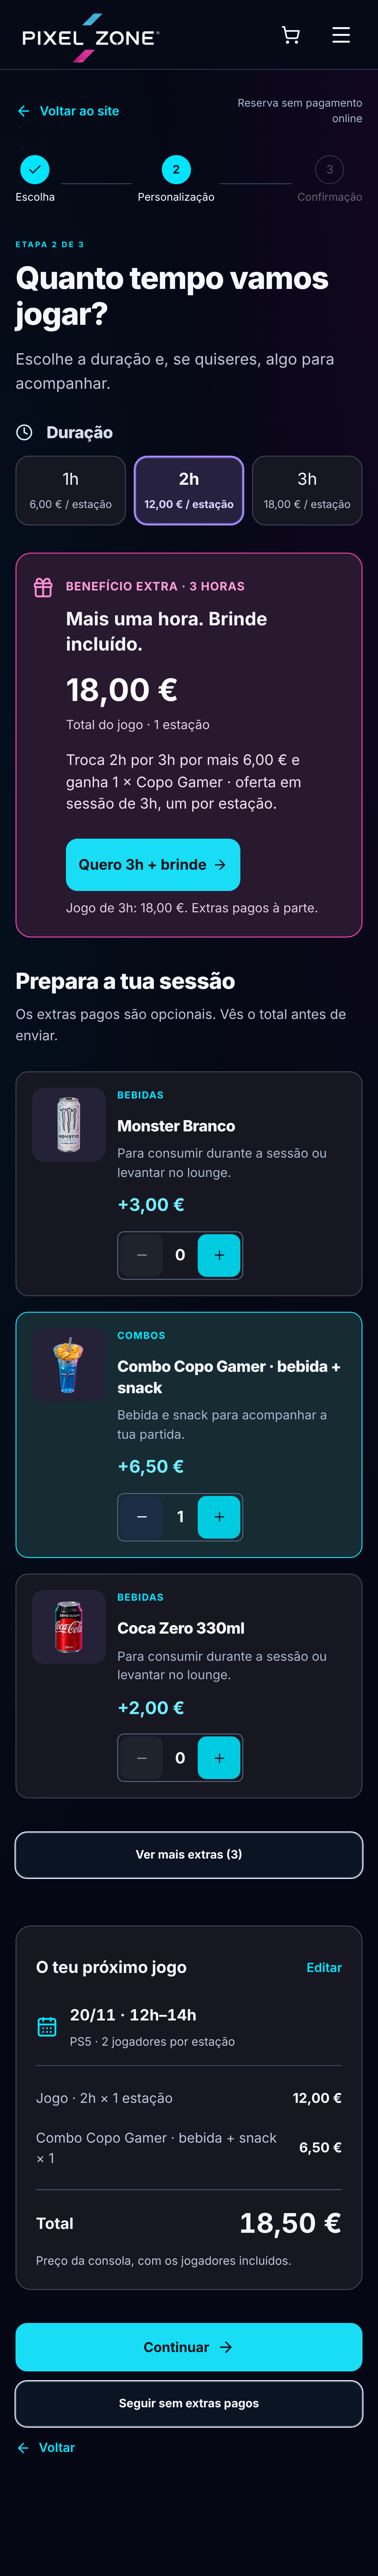 PIXEL ZONE
Voltar ao site
Reserva sem pagamento
online
2
3
Escolha
Personalização
Confirmação
ETAPA 2 DE 3
Quanto tempo vamos
jogar?
Escolhe a duração e, se quiseres, algo para
acompanhar.
Duração
1h
6,00 € / estação
2h
12,00 € / estação
3h
18,00 € / estação
BENEFÍCIO EXTRA · 3 HORAS
Mais uma hora. Brinde
incluído.
18,00 €
Total do jogo · 1 estação
Troca 2h por 3h por mais 6,00 € e
ganha 1 × Copo Gamer · oferta em
sessão de 3h, um por estação.
Quero 3h + brinde →
Jogo de 3h: 18,00 €. Extras pagos à parte.
Prepara a tua sessão
Os extras pagos são opcionais. Vês o total antes de
enviar.
BEBIDAS
Monster Branco
Para consumir durante a sessão ou
levantar no lounge.
+3,00 €
− 0 +
COMBOS
Combo Copo Gamer · bebida +
snack
Bebida e snack para acompanhar a
tua partida.
+6,50 €
− 1 +
BEBIDAS
Coca Zero 330ml
Para consumir durante a sessão ou
levantar no lounge.
+2,00 €
− 0 +
Ver mais extras (3)
O teu próximo jogo
Editar
20/11 · 12h–14h
PS5 · 2 jogadores por estação
Jogo · 2h × 1 estação
12,00 €
Combo Copo Gamer · bebida + snack
× 1
6,50 €
Total
18,50 €
Preço da consola, com os jogadores incluídos.
Continuar →
Seguir sem extras pagos
← Voltar